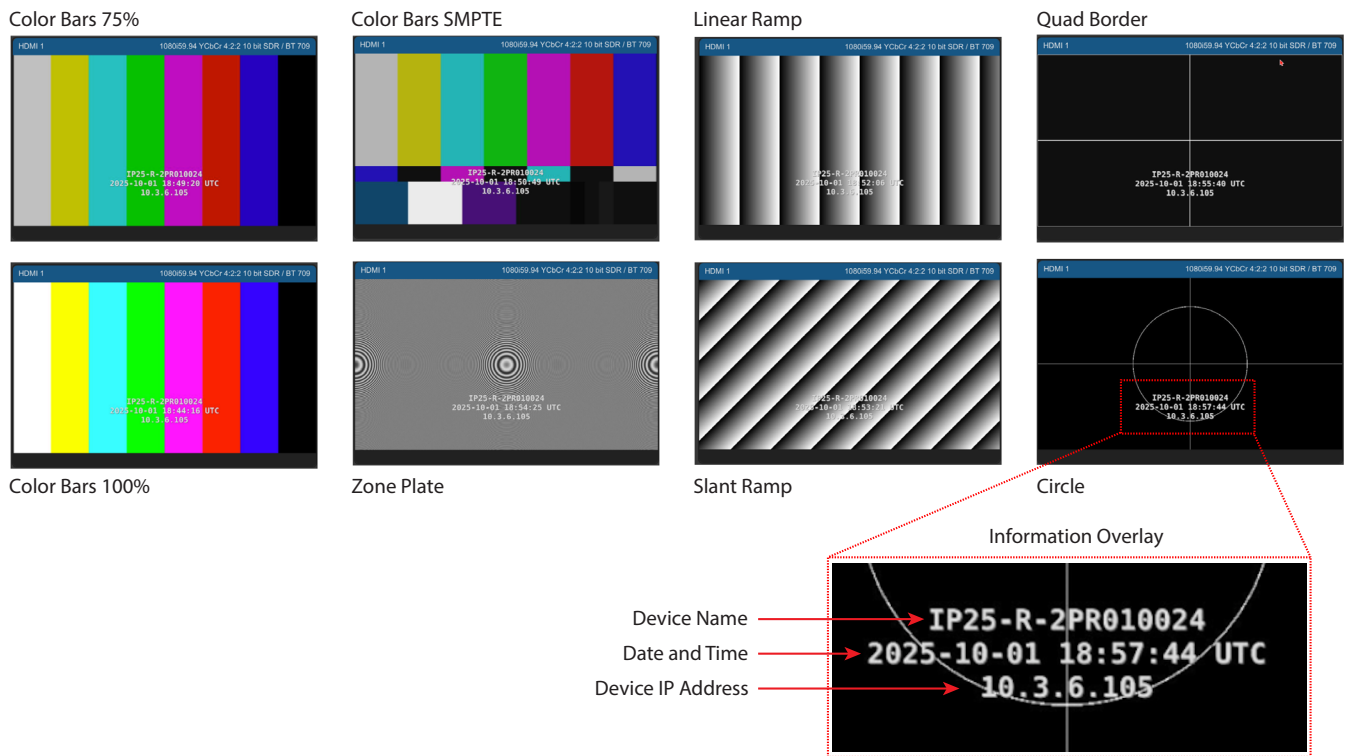 Color Bars 75%
Color Bars SMPTE
Linear Ramp
Quad Border
HDMI 1 1080i59.94 YCbCr 4:2:2 10 bit SDR / BT 709
HDMI 1 1080i59.94 YCbCr 4:2:2 10 bit SDR / BT 709
HDMI 1 1080i59.94 YCbCr 4:2:2 10 bit SDR / BT 709
HDMI 1 1080i59.94 YCbCr 4:2:2 10 bit SDR / BT 709
IP25-R-2PR010024
2025-10-01 18:49:20 UTC
10.3.6.105
IP25-R-2PR010024
2025-10-01 18:50:49 UTC
10.3.6.105
IP25-R-2PR010024
2025-10-01 18:52:06 UTC
10.3.6.105
IP25-R-2PR010024
2025-10-01 18:55:40 UTC
10.3.6.105
HDMI 1 1080i59.94 YCbCr 4:2:2 10 bit SDR / BT 709
HDMI 1 1080i59.94 YCbCr 4:2:2 10 bit SDR / BT 709
HDMI 1 1080i59.94 YCbCr 4:2:2 10 bit SDR / BT 709
HDMI 1 1080i59.94 YCbCr 4:2:2 10 bit SDR / BT 709
IP25-R-2PR010024
2025-10-01 18:44:16 UTC
10.3.6.105
IP25-R-2PR010024
2025-10-01 18:54:25 UTC
10.3.6.105
IP25-R-2PR010024
2025-10-01 UTC
10.3.6.105
IP25-R-2PR010024
2025-10-01 18:57:44 UTC
10.3.6.105
Color Bars 100%
Zone Plate
Slant Ramp
Circle
Information Overlay
Device Name
Date and Time
Device IP Address
IP25-R-2PR010024
2025-10-01 18:57:44 UTC
10.3.6.105